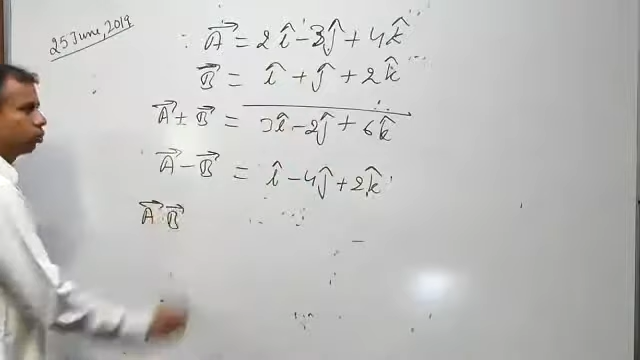 25 June, 2019
A⃗ = 2î - 3ĵ + 4k̂
B⃗ = î + ĵ + 2k̂
A⃗ ± B⃗ = 3î - 2ĵ + 6k̂
A⃗ - B⃗ = î - 4ĵ + 2k̂
A⃗ B⃗